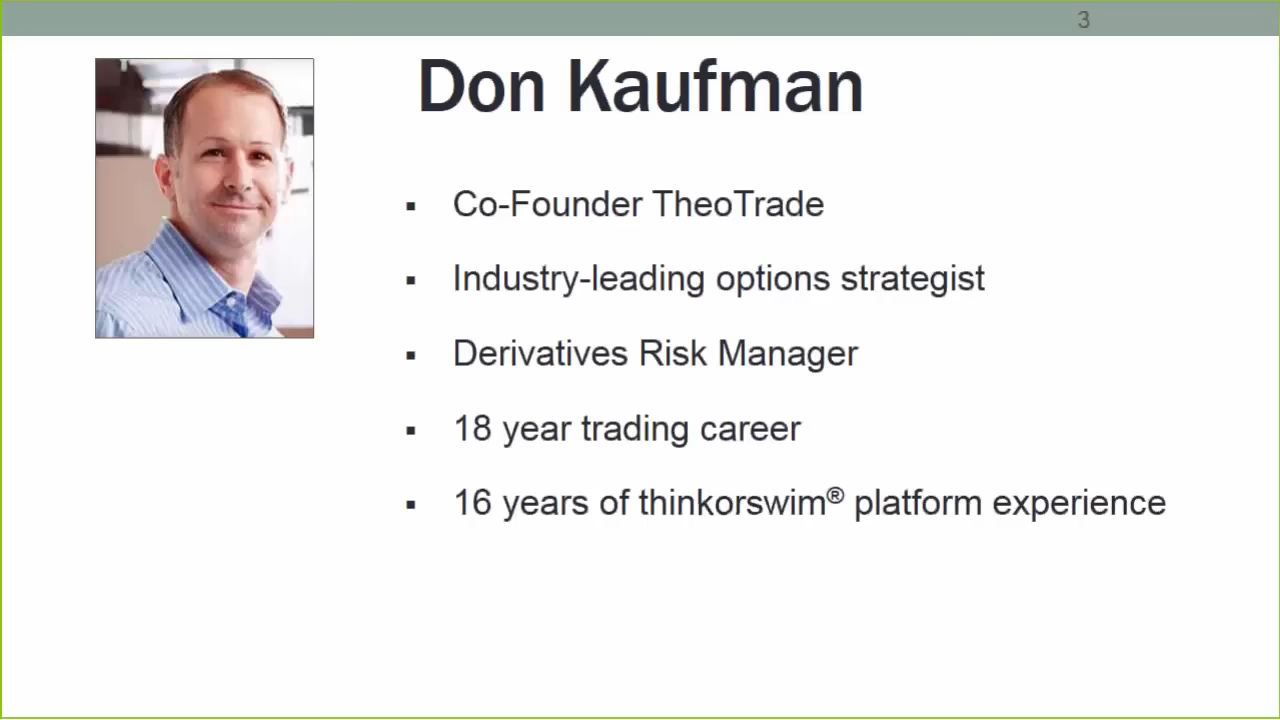 3
Don Kaufman
▪ Co-Founder TheoTrade
▪ Industry-leading options strategist
▪ Derivatives Risk Manager
▪ 18 year trading career
▪ 16 years of thinkorswim® platform experience